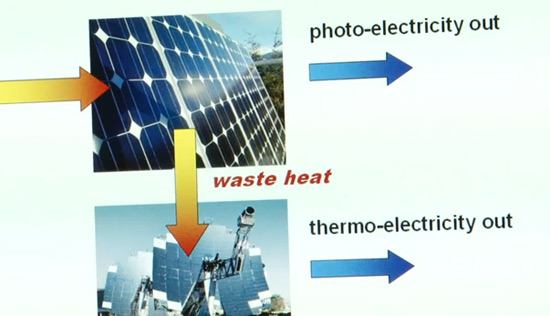 photo-electricity out
waste heat
thermo-electricity out